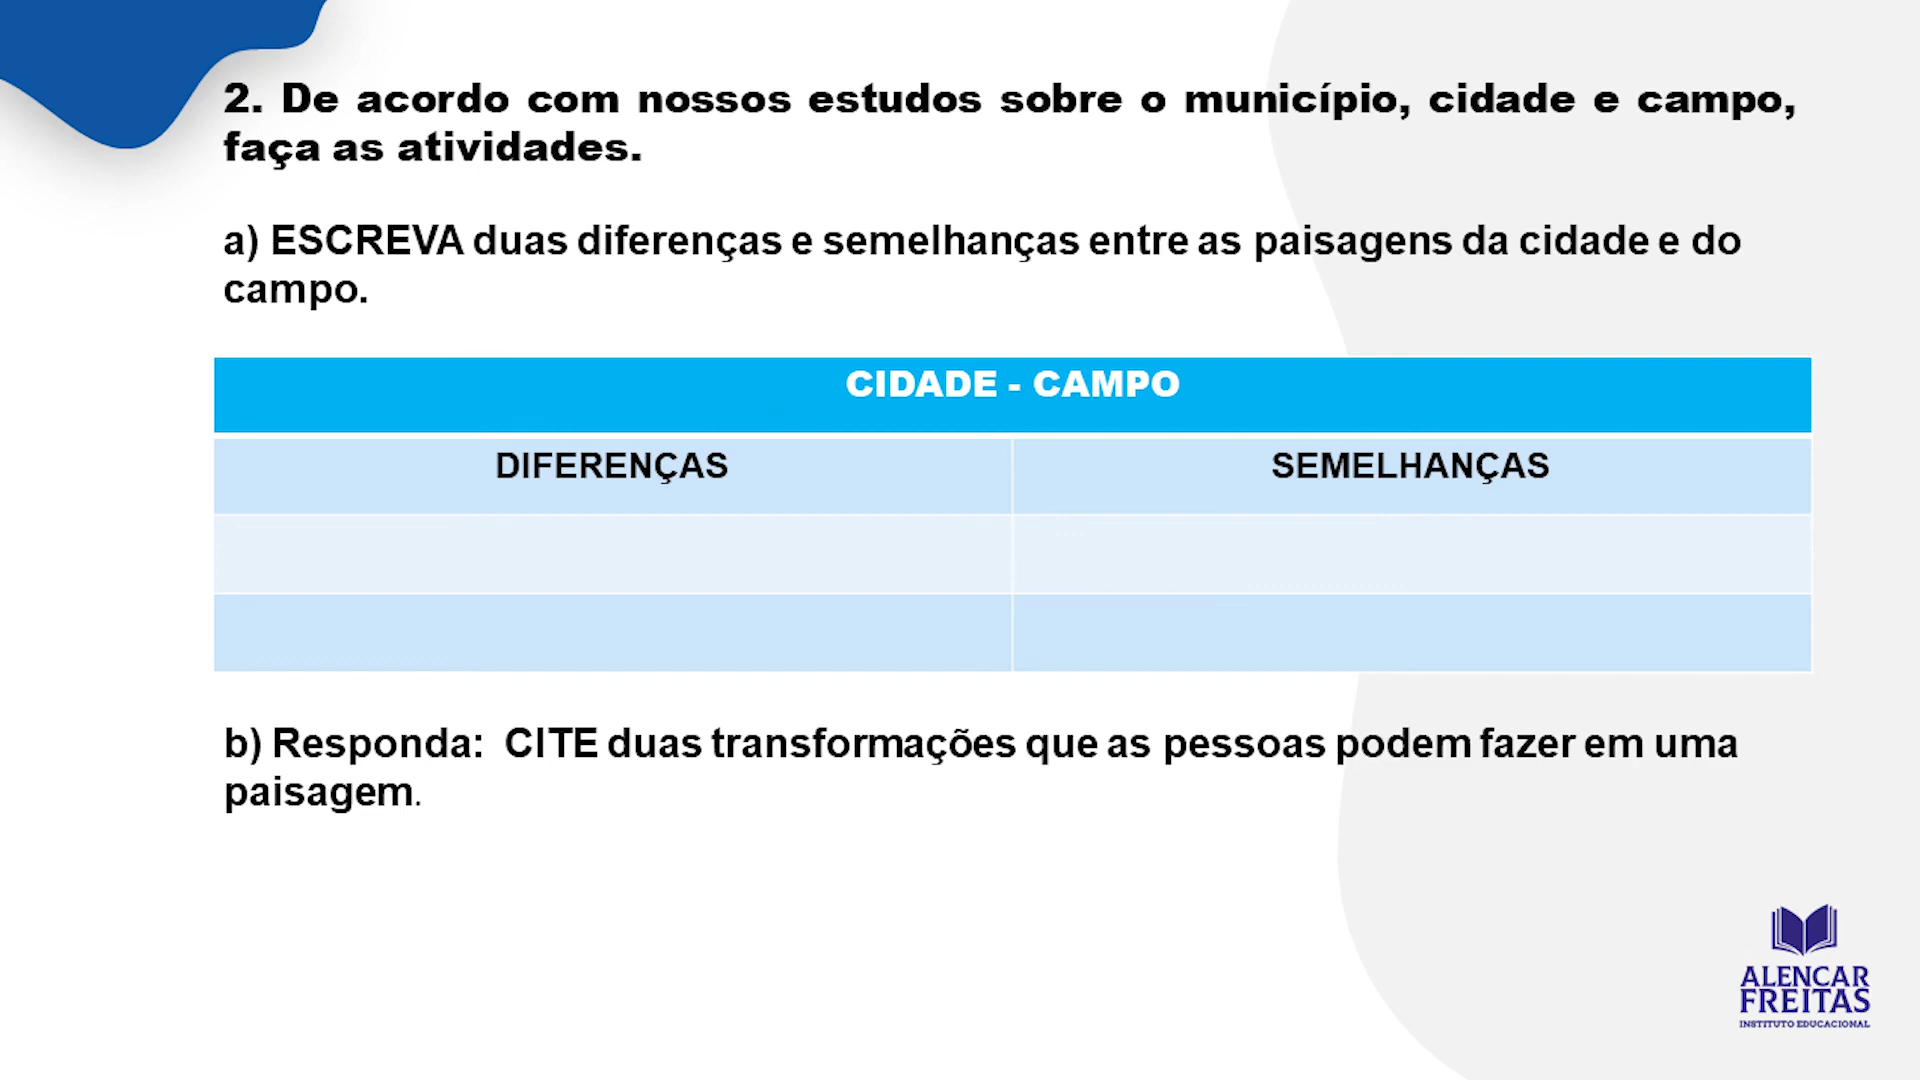 2. De acordo com nossos estudos sobre o município, cidade e campo,
faça as atividades.
a) ESCREVA duas diferenças e semelhanças entre as paisagens da cidade e do
campo.
CIDADE - CAMPO
DIFERENÇAS
SEMELHANÇAS
b) Responda: CITE duas transformações que as pessoas podem fazer em uma
paisagem.
ALENCAR
FREITAS
INSTITUTO EDUCACIONAL